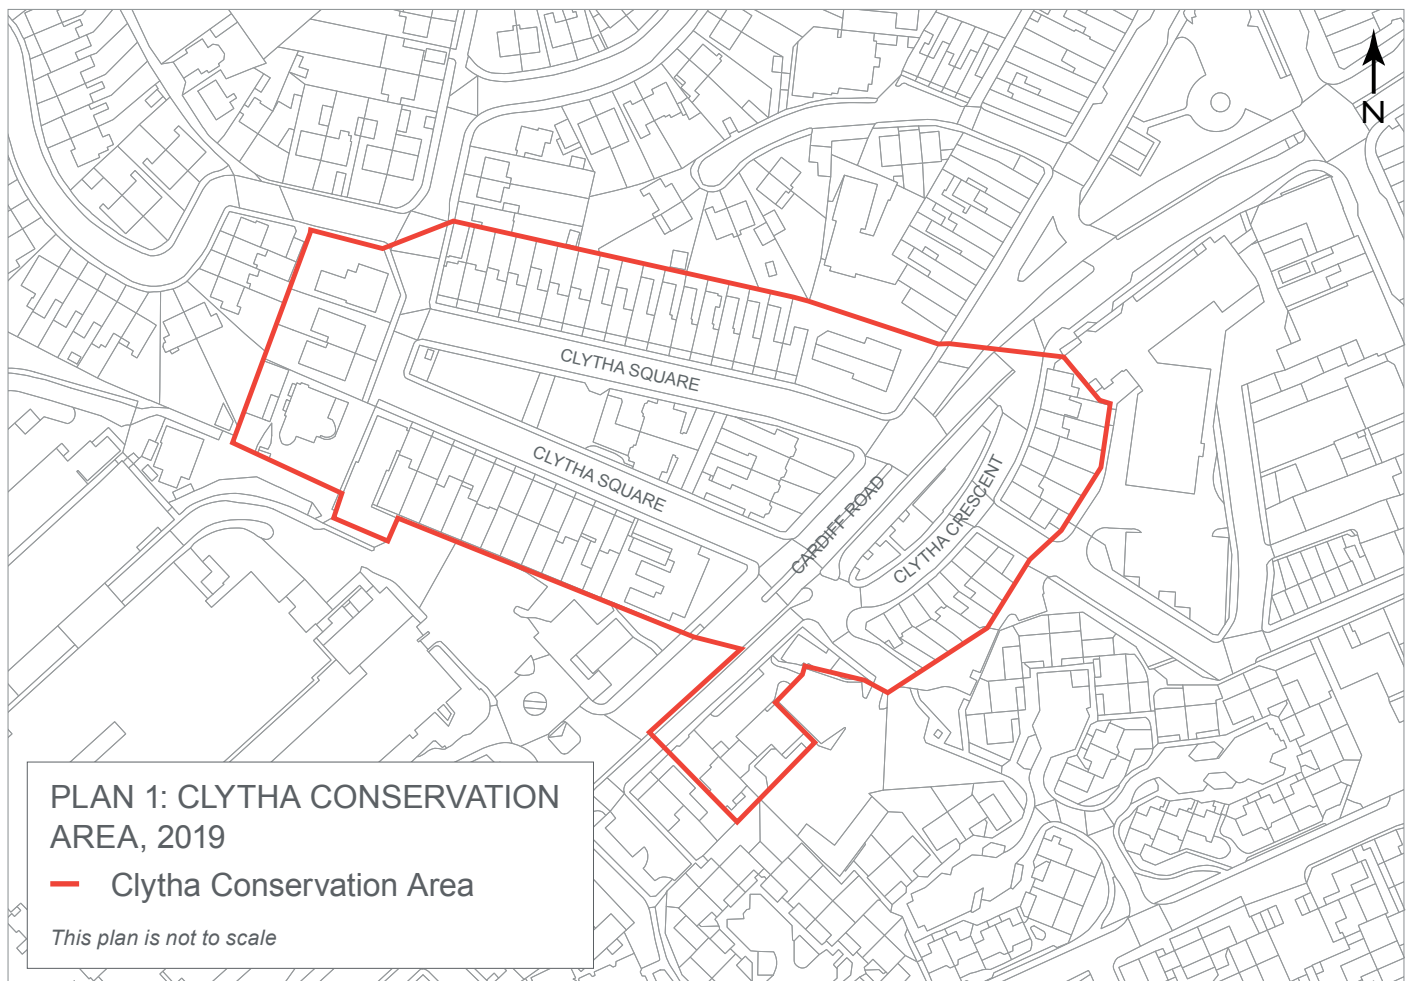 N
CLYTHA SQUARE
CLYTHA SQUARE
CARDIFF ROAD
CLYTHA CRESCENT
PLAN 1: CLYTHA CONSERVATION
AREA, 2019
Clytha Conservation Area
This plan is not to scale